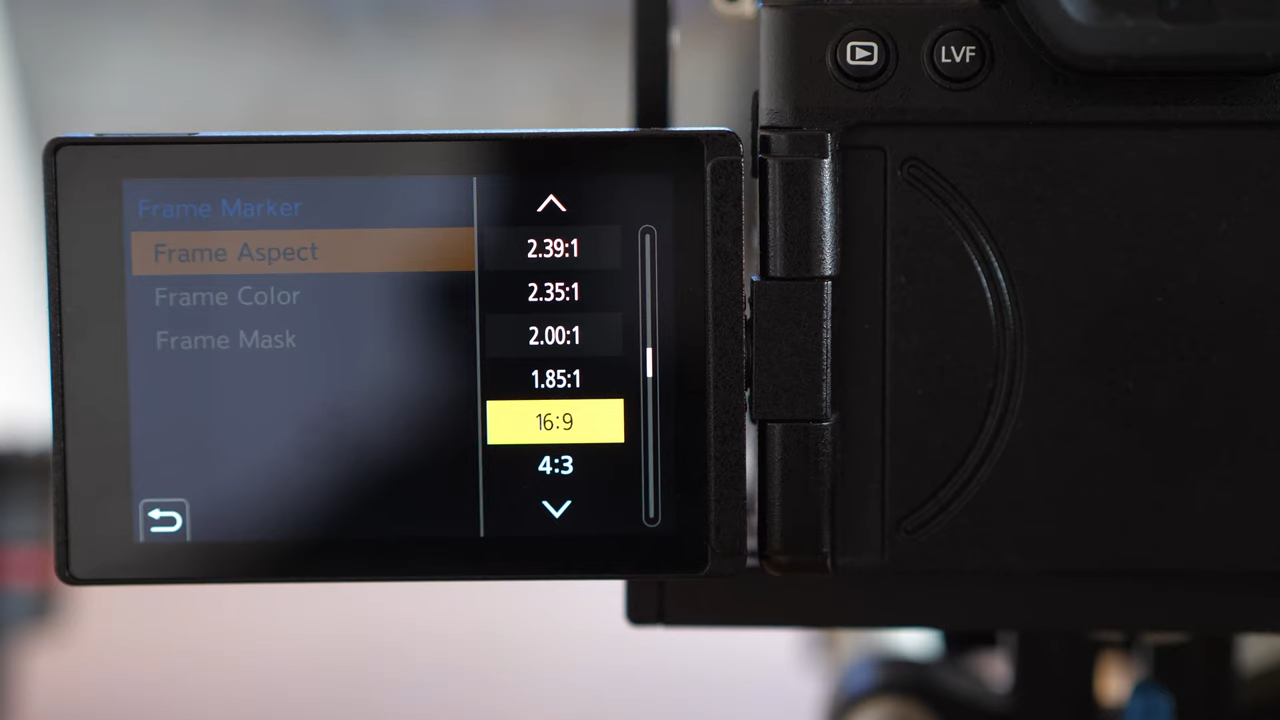 LVF
Frame Marker
Frame Aspect
Frame Color
Frame Mask
2.39:1
2.35:1
2.00:1
1.85:1
16:9
4:3